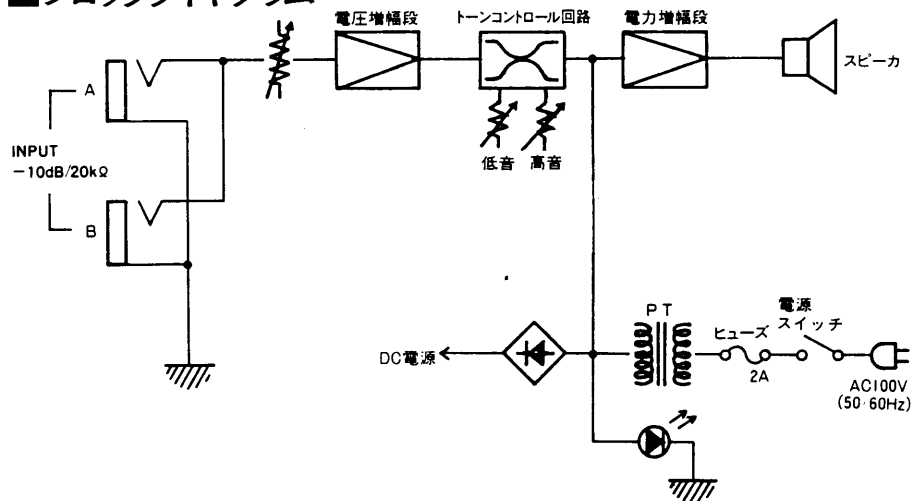 ■ブロックダイヤグラム
電圧増幅段
トーンコントロール回路
電力増幅段
スピーカ
A
INPUT
−10dB/20kΩ
B
低音
高音
PT
ヒューズ
2A
電源
スイッチ
DC電源
AC100V
(50/60Hz)